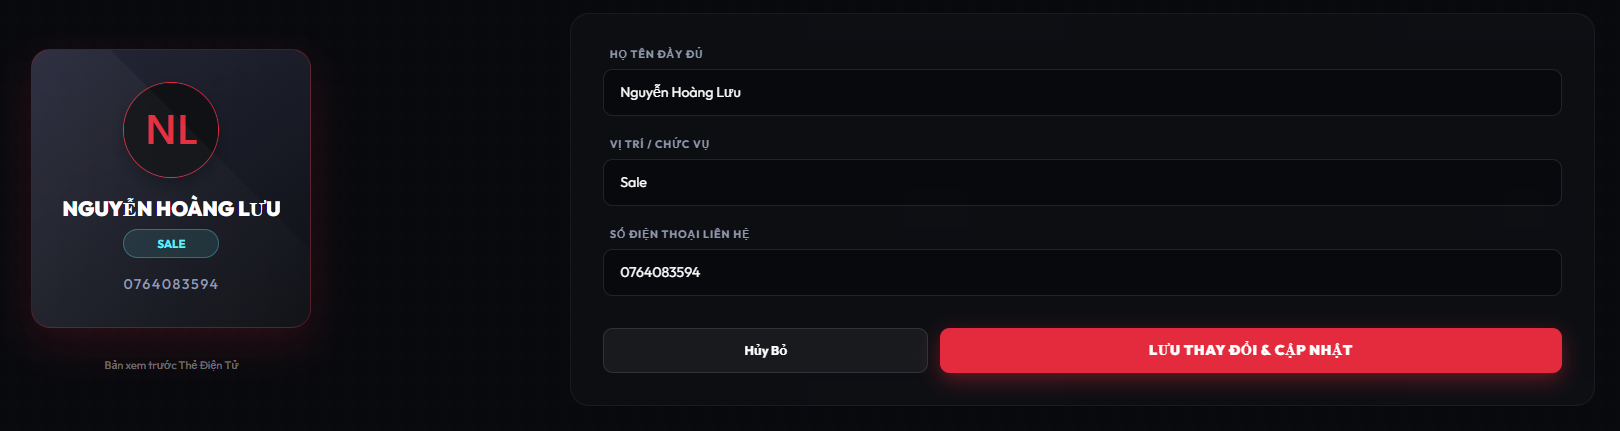 NL
NGUYỄN HOÀNG LƯU
SALE
0764083594
Bản xem trước Thẻ Điện Tử
HỌ TÊN ĐẦY ĐỦ
Nguyễn Hoàng Lưu
VỊ TRÍ / CHỨC VỤ
Sale
SỐ ĐIỆN THOẠI LIÊN HỆ
0764083594
Hủy Bỏ
LƯU THAY ĐỔI & CẬP NHẬT